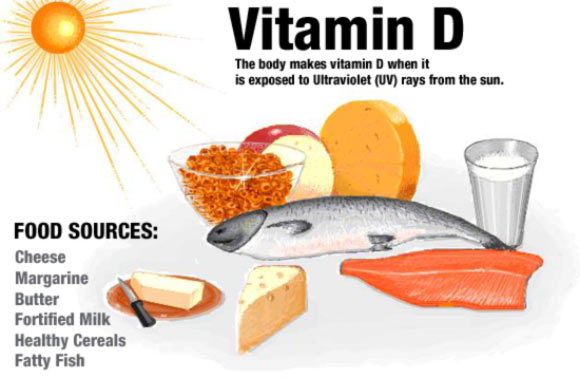 Vitamin D
The body makes vitamin D when it
is exposed to Ultraviolet (UV) rays from the sun.
FOOD SOURCES:
Cheese
Margarine
Butter
Fortified Milk
Healthy Cereals
Fatty Fish